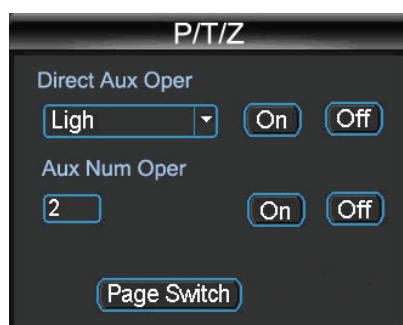 P/T/Z
Direct Aux Oper
Ligh On Off
Aux Num Oper
2 On Off
Page Switch